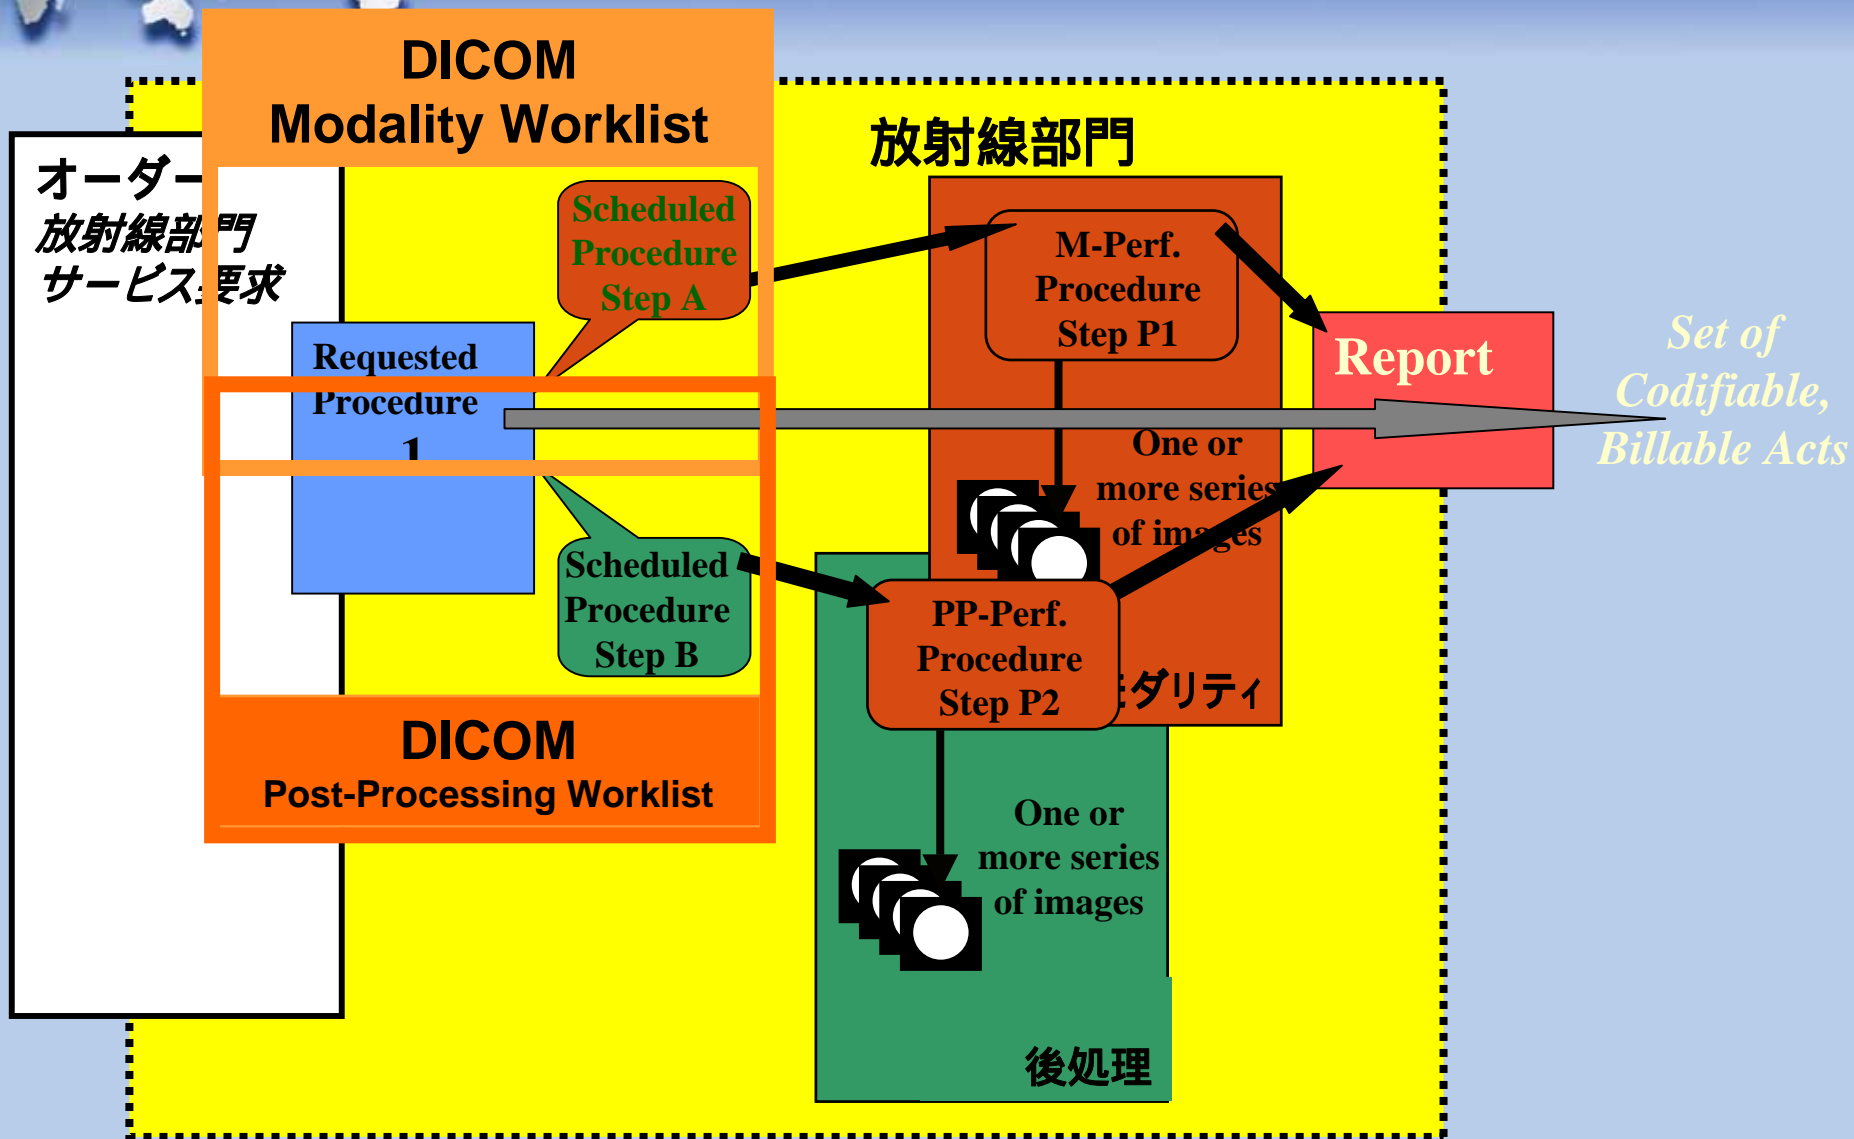 DICOM
Modality Worklist
オーダー
放射線部門
サービス要求
放射線部門
Scheduled
Procedure
Step A
M-Perf.
Procedure
Step P1
Requested
Procedure
1
Report
Set of
Codifiable,
Billable Acts
One or
more series
of images
Scheduled
Procedure
Step B
PP-Perf.
Procedure
Step P2
モダリティ
DICOM
Post-Processing Worklist
One or
more series
of images
後処理